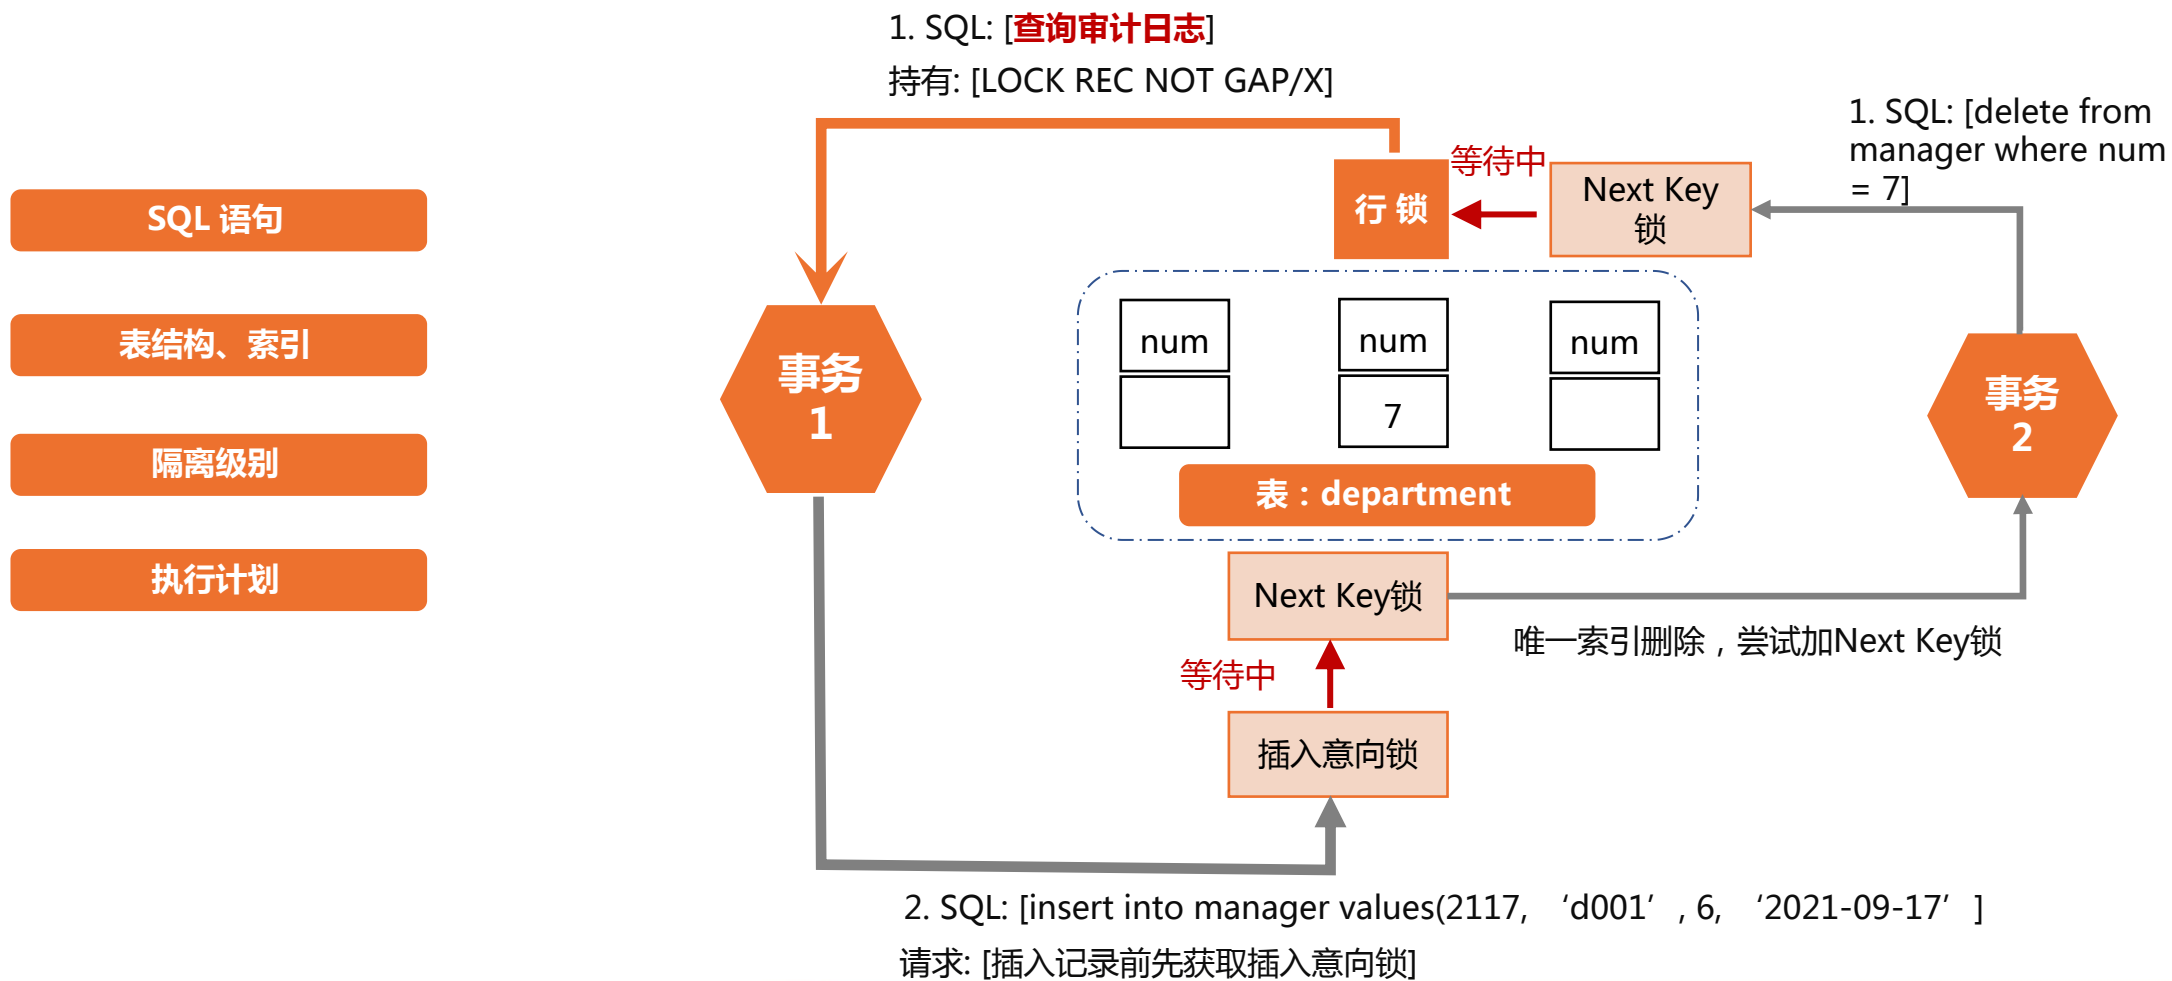 1. SQL: [查询审计日志]
持有: [LOCK REC NOT GAP/X]
1. SQL: [delete from
manager where num
= 7]
等待中
行 锁
Next Key
锁
SQL 语句
表结构、索引
隔离级别
执行计划
事务
1
num
num
num
7
表：department
事务
2
Next Key锁
唯一索引删除，尝试加Next Key锁
等待中
插入意向锁
2. SQL: [insert into manager values(2117, ‘d001’, 6, ‘2021-09-17’]
请求: [插入记录前先获取插入意向锁]